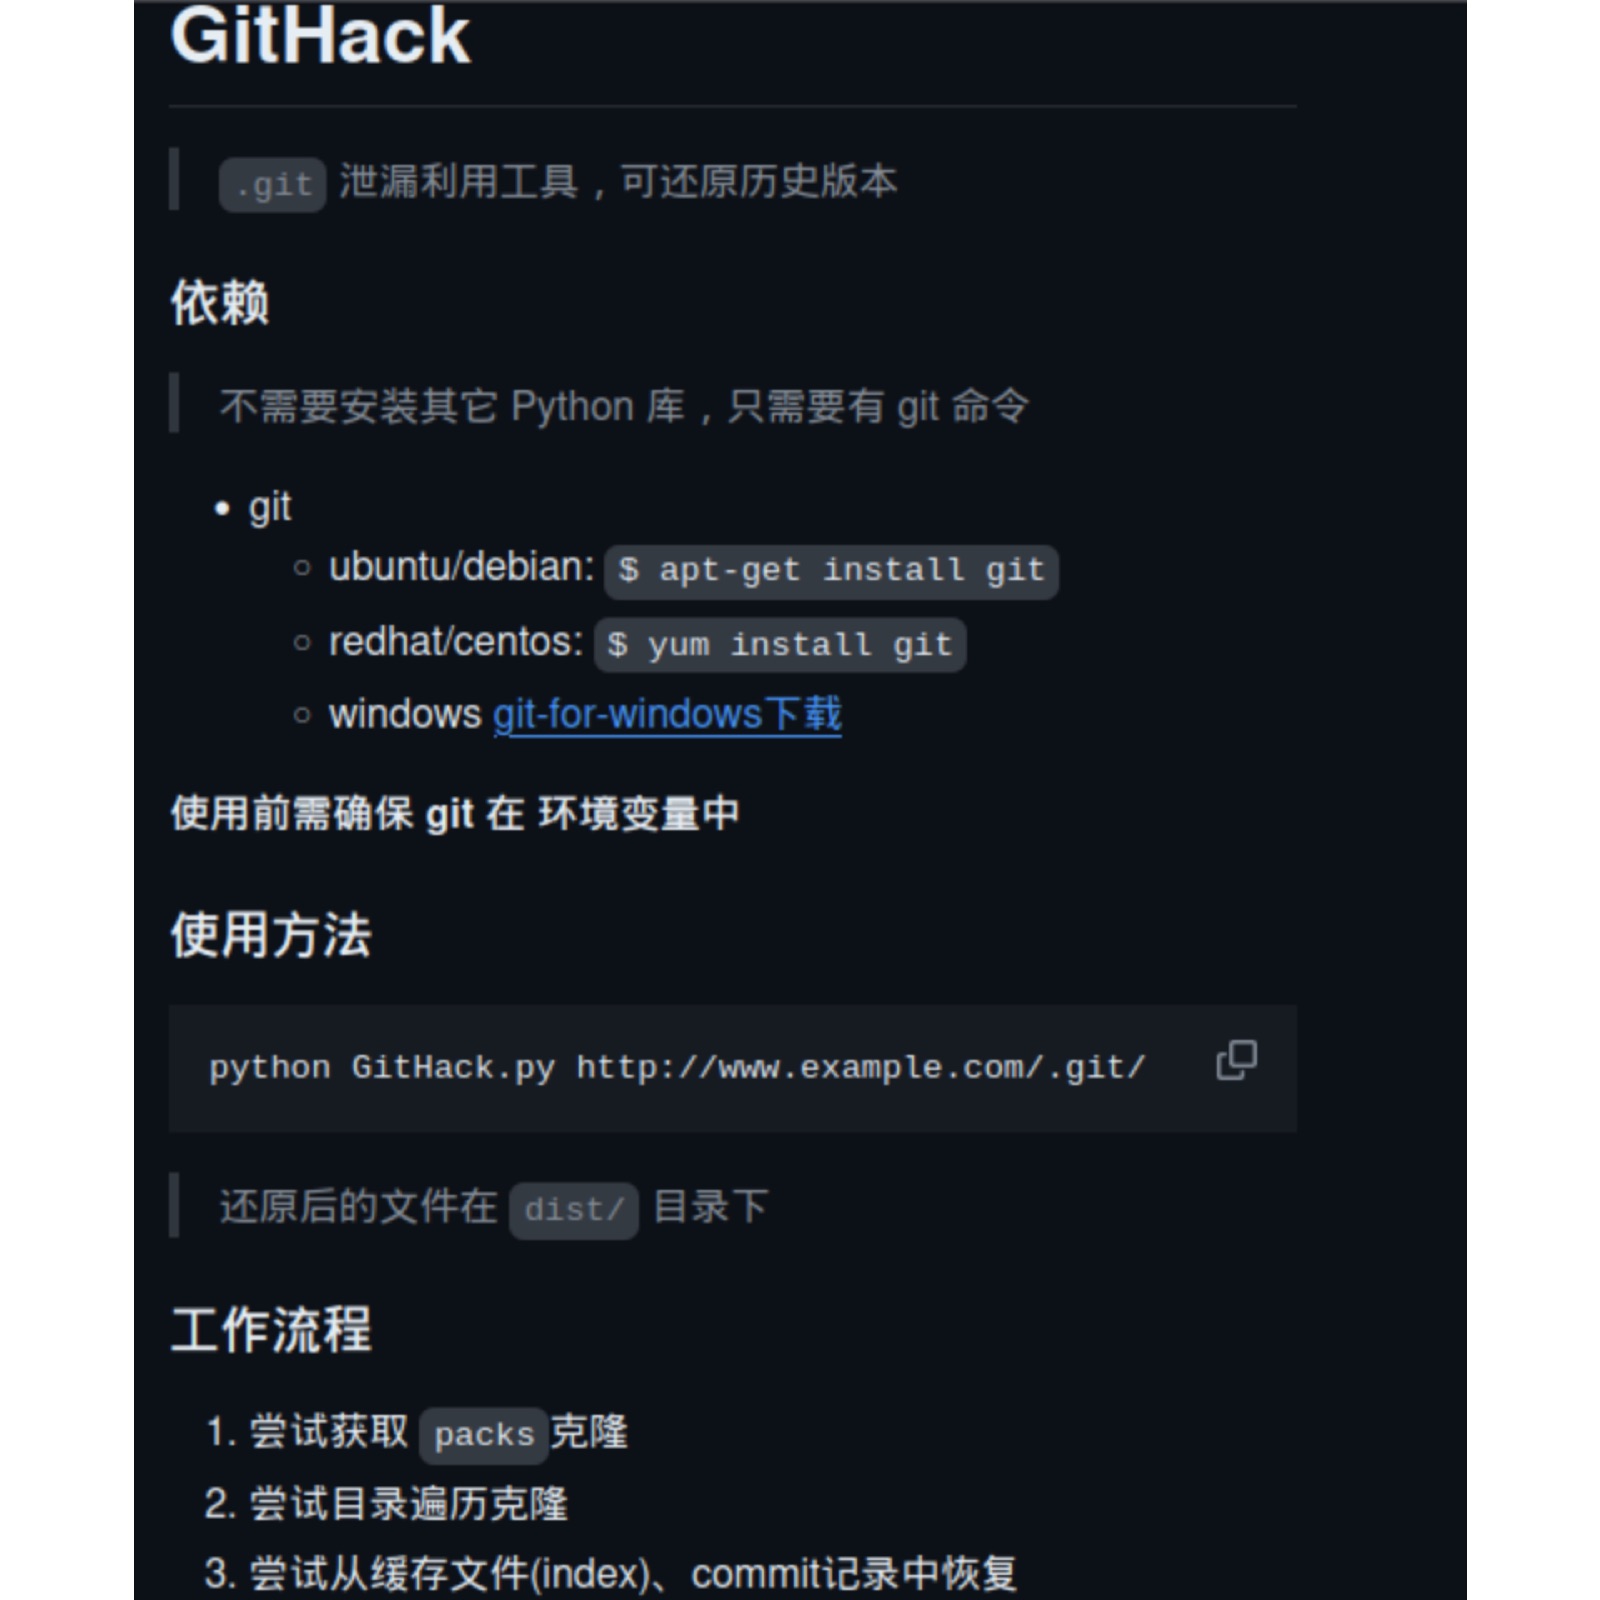 GitHack
.git 泄漏利用工具，可还原历史版本
依赖
不需要安装其它 Python 库，只需要有 git 命令
git
ubuntu/debian: $ apt-get install git
redhat/centos: $ yum install git
windows git-for-windows下载
使用前需确保 git 在 环境变量中
使用方法
python GitHack.py http://www.example.com/.git/
还原后的文件在 dist/ 目录下
工作流程
1. 尝试获取 packs 克隆
2. 尝试目录遍历克隆
3. 尝试从缓存文件(index)、commit记录中恢复